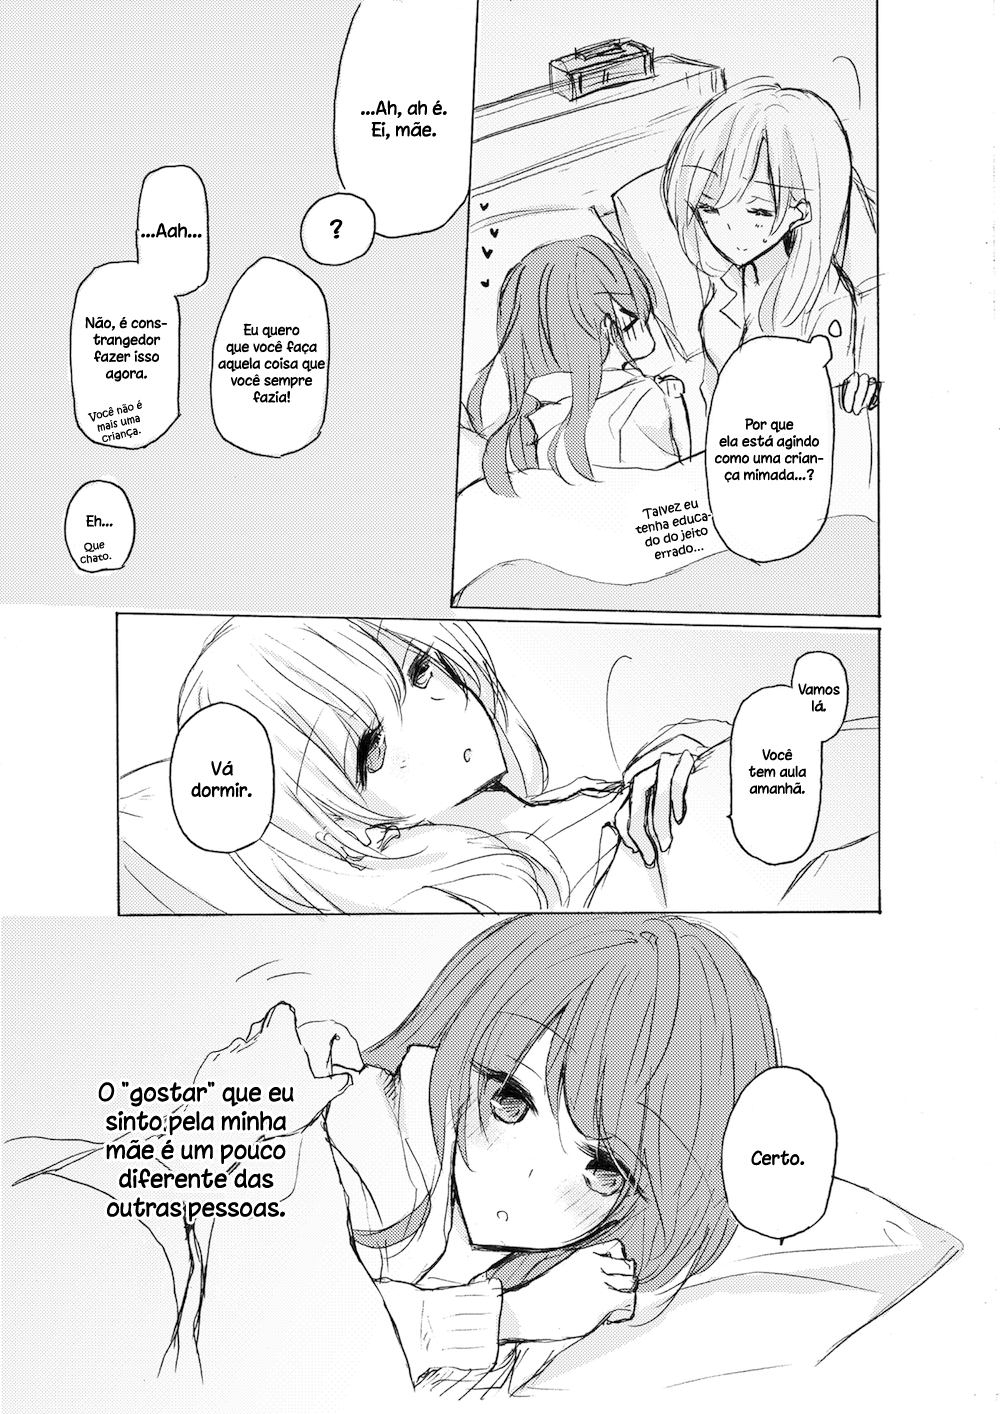 Por que
ela está agindo
como uma crian-
ça mimada...?
Talvez eu
tenha educa-
do do jeito
errado...
...Ah, ah é.
Ei, mãe.
?
Eu quero
que você faça
aquela coisa que
você sempre
fazia!
...Aah...
Não, é cons-
trangedor
fazer isso
agora.
Você não é
mais uma
criança.
Eh...
Que
chato.
Vamos
lá.
Você
tem aula
amanhã.
Vá
dormir.
Certo.
O "gostar" que eu
sinto pela minha
mãe é um pouco
diferente das
outras pessoas.